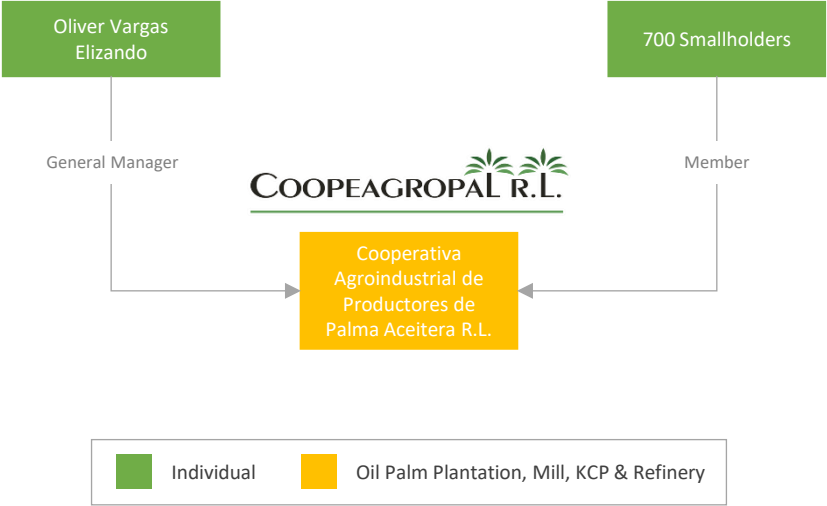 Oliver Vargas
Elizando
700 Smallholders
General Manager
Member
COOPEAGROPAL R.L.
Cooperativa
Agroindustrial de
Productores de
Palma Aceitera R.L.
Individual
Oil Palm Plantation, Mill, KCP & Refinery